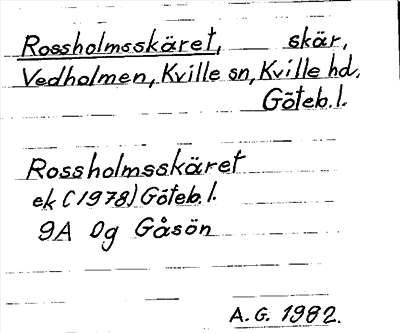 Rossholmsskäret, skär,
Vedholmen, Kville sn, Kville hd,
Göteb. l.
Rossholmsskäret
ek (1978) Göteb. l.
9A 0g Gåsön
A. G. 1982.